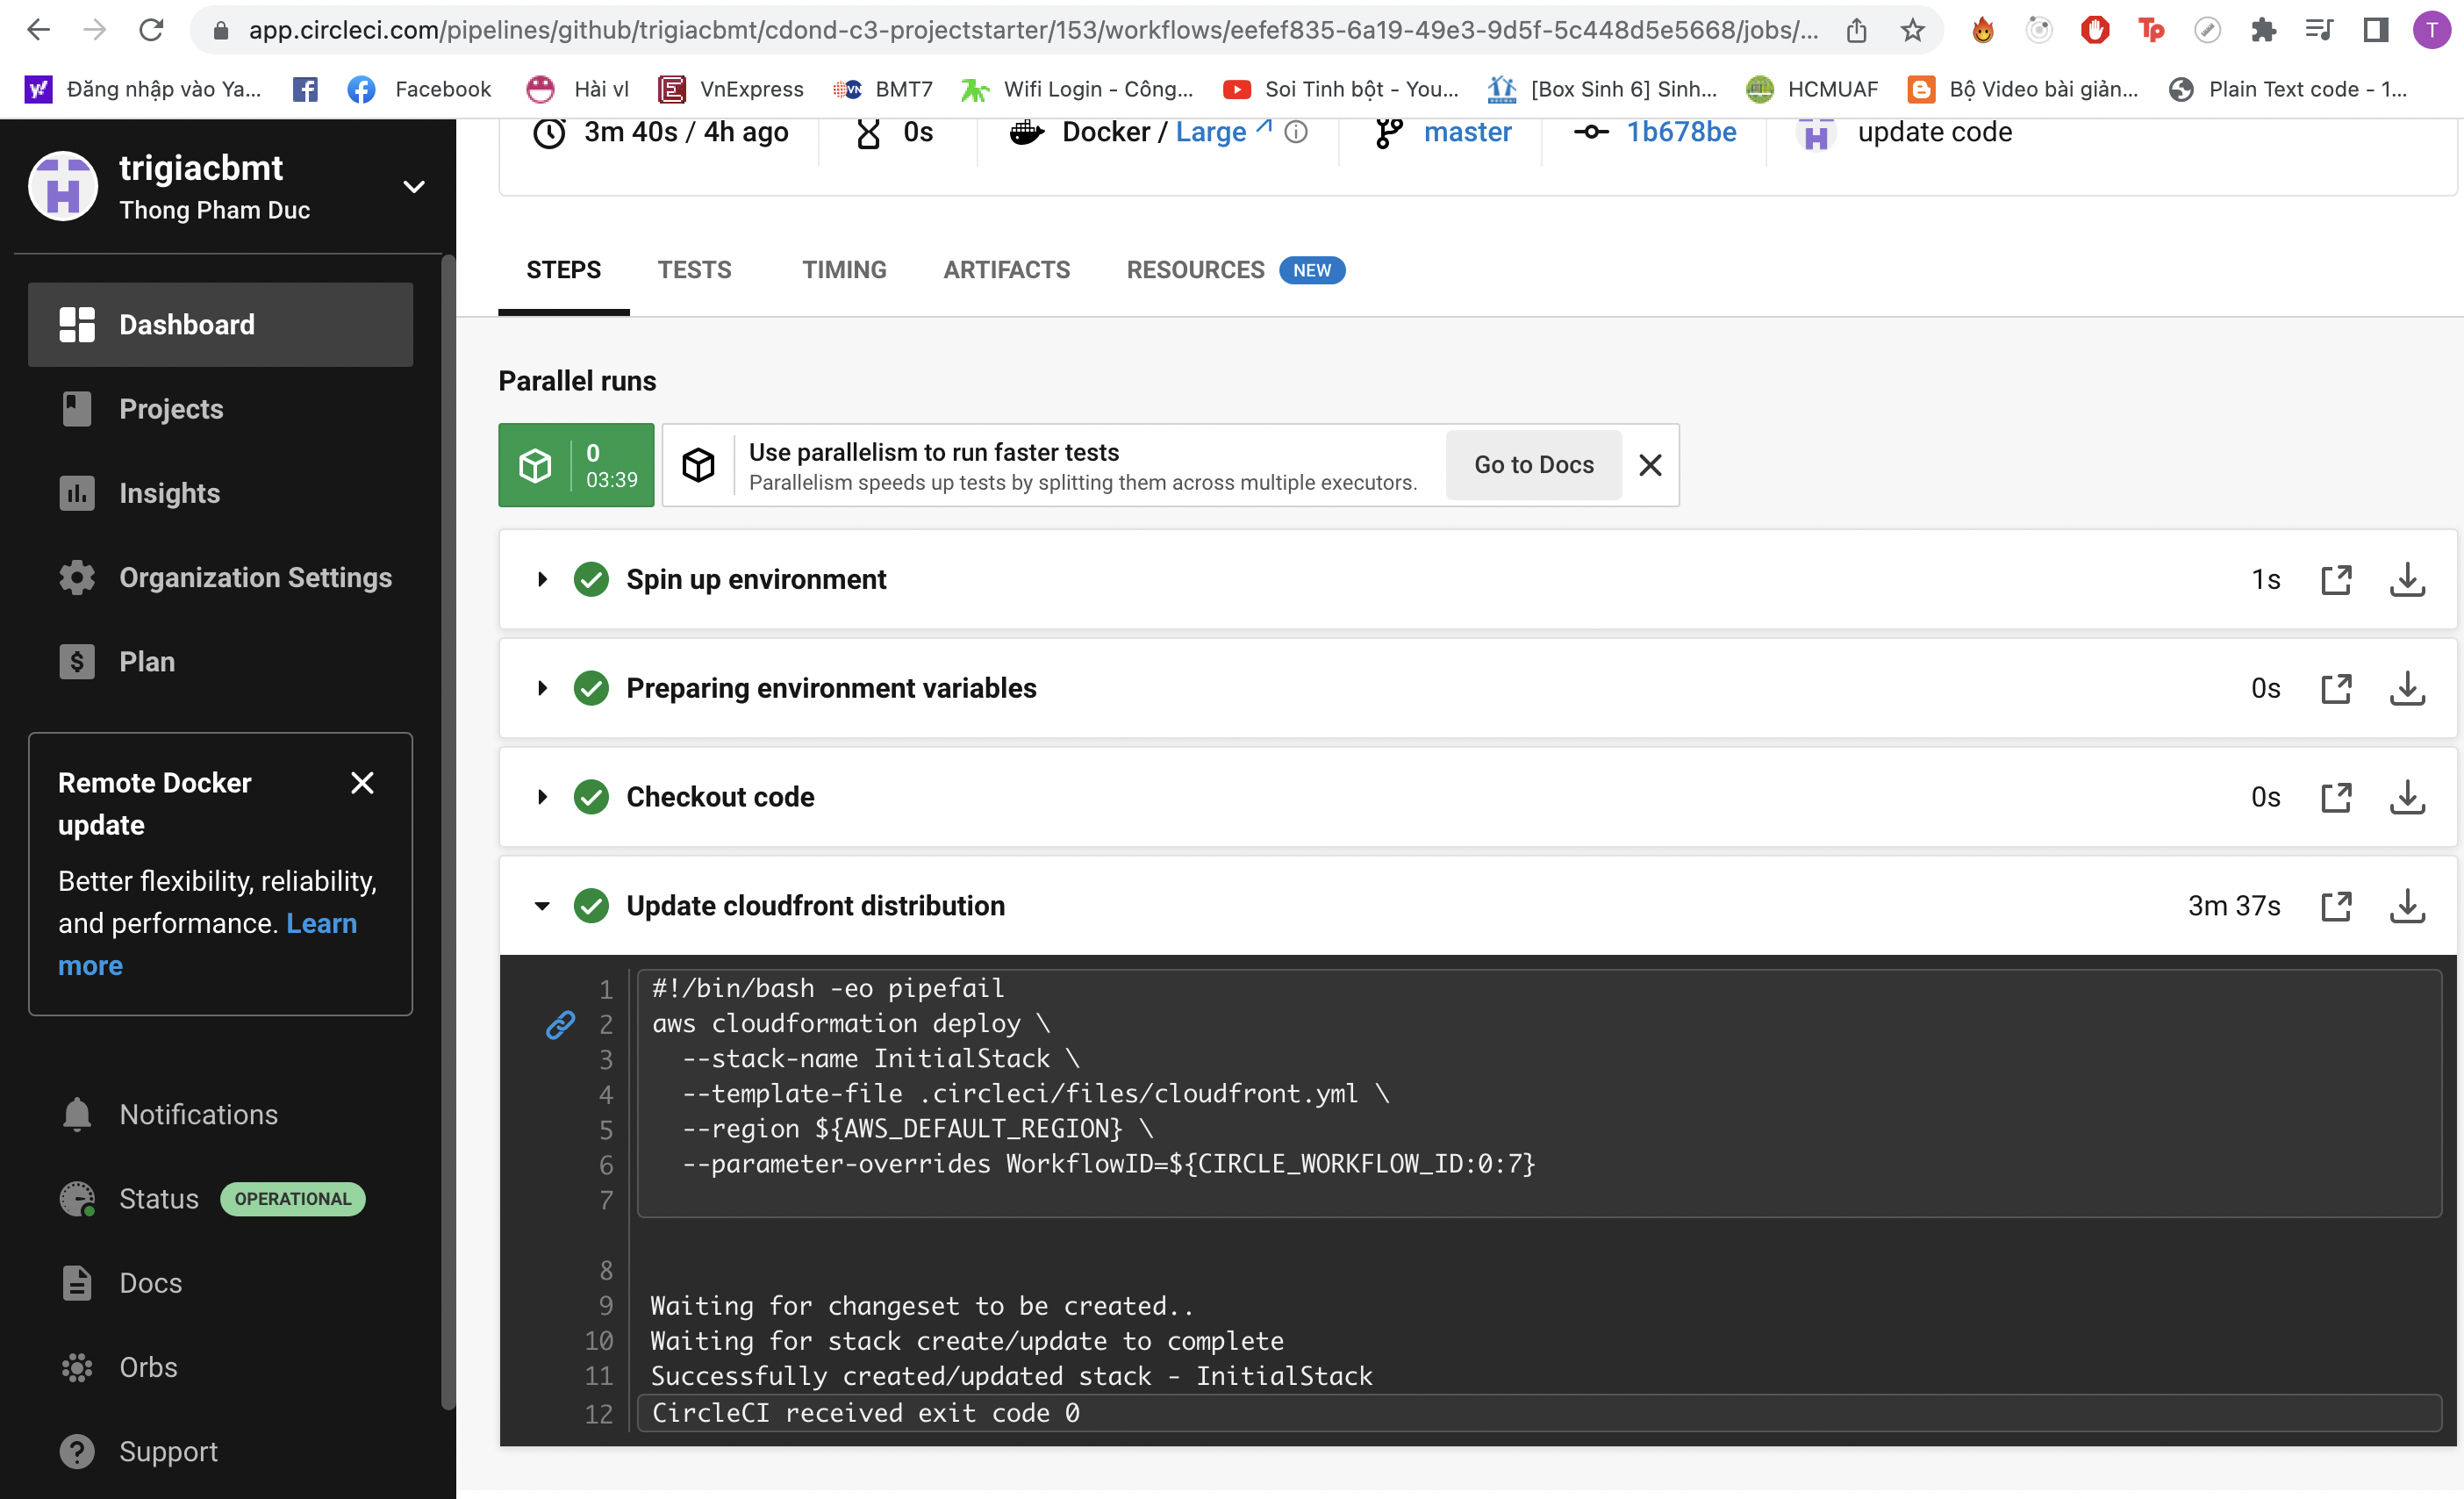 app.circleci.com/pipelines/github/trigiacbmt/cdond-c3-projectstarter/153/workflows/eefef835-6a19-49e3-9d5f-5c448d5e5668/jobs/...
Tp
T
Đăng nhập vào Ya...
Facebook
Hài vl
VnExpress
BMT7
Wifi Login - Công...
Soi Tinh bột - You...
[Box Sinh 6] Sinh...
HCMUAF
Bộ Video bài giản...
Plain Text code - 1...
trigiacbmt
Thong Pham Duc
Dashboard
Projects
Insights
Organization Settings
Plan
Remote Docker
update
Better flexibility, reliability,
and performance. Learn
more
Notifications
Status OPERATIONAL
Docs
Orbs
Support
3m 40s / 4h ago
0s
Docker / Large
master
1b678be
update code
STEPS
TESTS
TIMING
ARTIFACTS
RESOURCES NEW
Parallel runs
0
03:39
Use parallelism to run faster tests
Parallelism speeds up tests by splitting them across multiple executors.
Go to Docs
Spin up environment 1s
Preparing environment variables 0s
Checkout code 0s
Update cloudfront distribution 3m 37s
1 #!/bin/bash -eo pipefail
2 aws cloudformation deploy \
3 --stack-name InitialStack \
4 --template-file .circleci/files/cloudfront.yml \
5 --region ${AWS_DEFAULT_REGION} \
6 --parameter-overrides WorkflowID=${CIRCLE_WORKFLOW_ID:0:7}
7
8
9 Waiting for changeset to be created..
10 Waiting for stack create/update to complete
11 Successfully created/updated stack - InitialStack
12 CircleCI received exit code 0